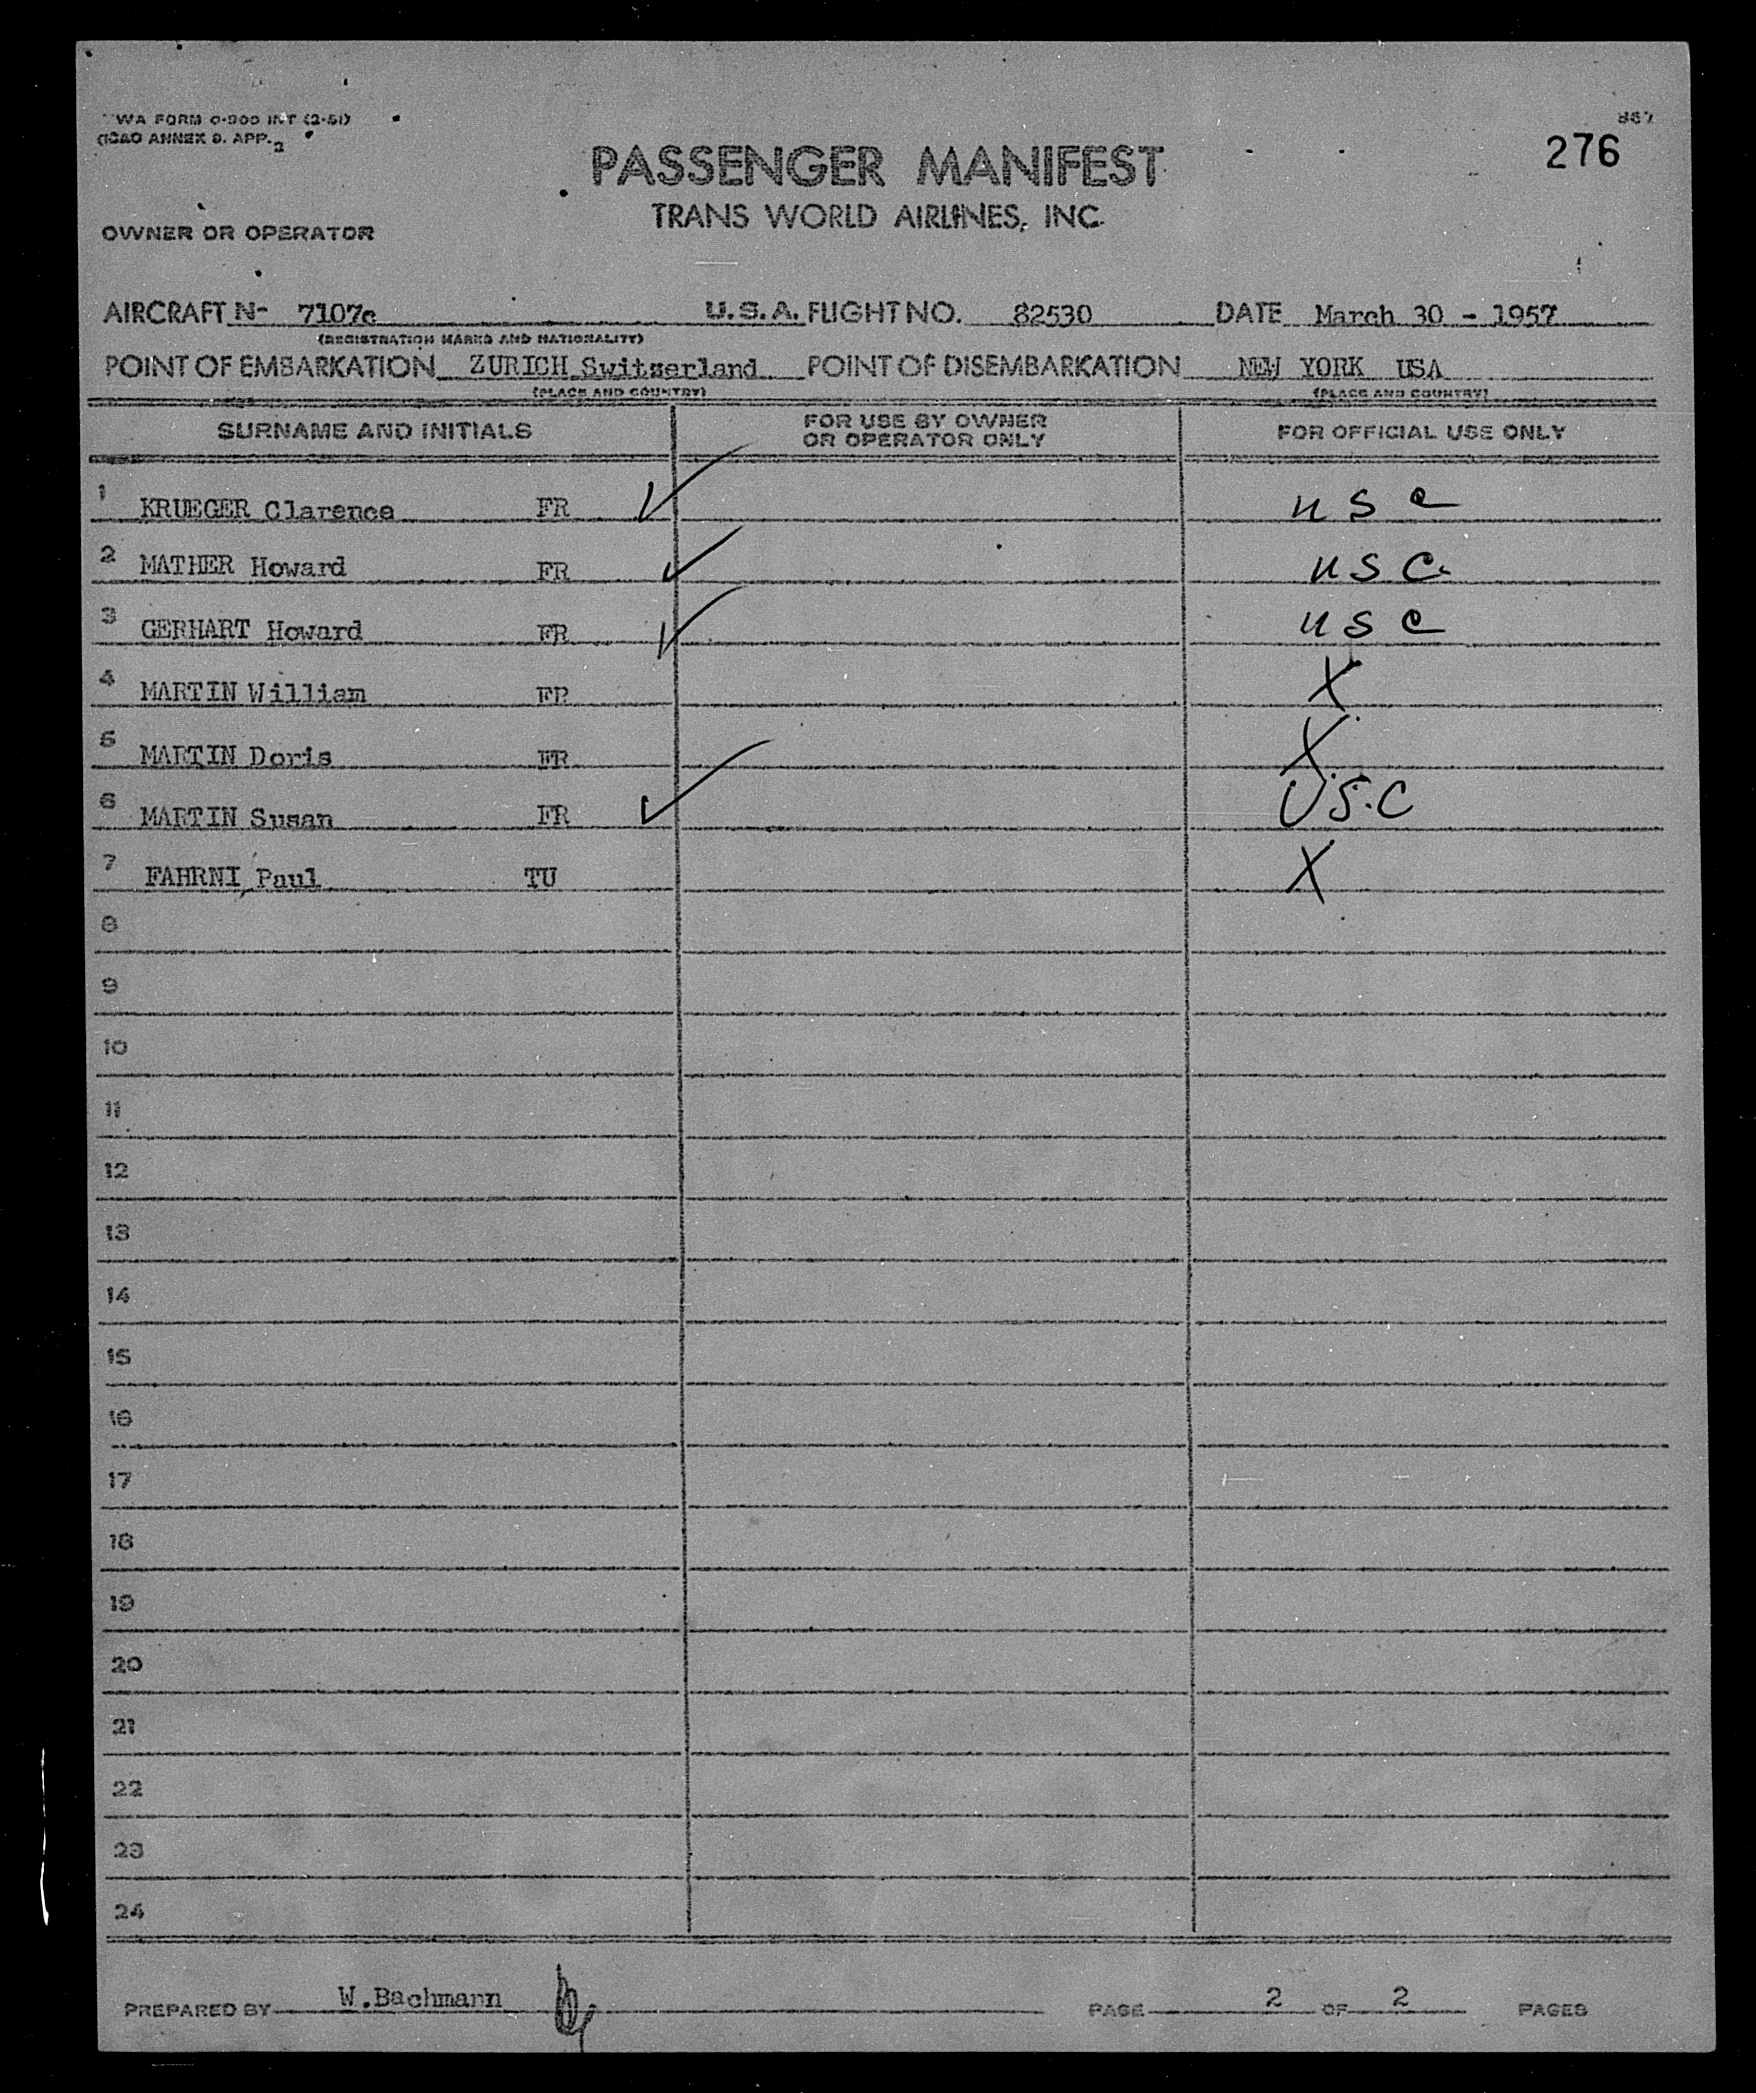 TWA FORM O-900 INT (2-51)
(ICAO ANNEX 9. APP. 2
276
PASSENGER MANIFEST
TRANS WORLD AIRLINES, INC.
OWNER OR OPERATOR
AIRCRAFT N- 7107c U.S.A. FLIGHT NO. 82530 DATE March 30 - 1957
(REGISTRATION MARKS AND NATIONALITY)
POINT OF EMBARKATION ZURICH Switzerland POINT OF DISEMBARKATION NEW YORK USA
(PLACE AND COUNTRY) (PLACE AND COUNTRY)
SURNAME AND INITIALS FOR USE BY OWNER OR OPERATOR ONLY FOR OFFICIAL USE ONLY
1 KRUEGER Clarence FR ✓ USC
2 MATHER Howard FR ✓ USC.
3 GERHART Howard FR ✓ USC
4 MARTIN William FR X
5 MARTIN Doris FR X
6 MARTIN Susan FR ✓ US.C
7 FAHRNI, Paul TU X
8
9
10
11
12
13
14
15
16
17
18
19
20
21
22
23
24
PREPARED BY W.Bachmann PAGE 2 OF 2 PAGES